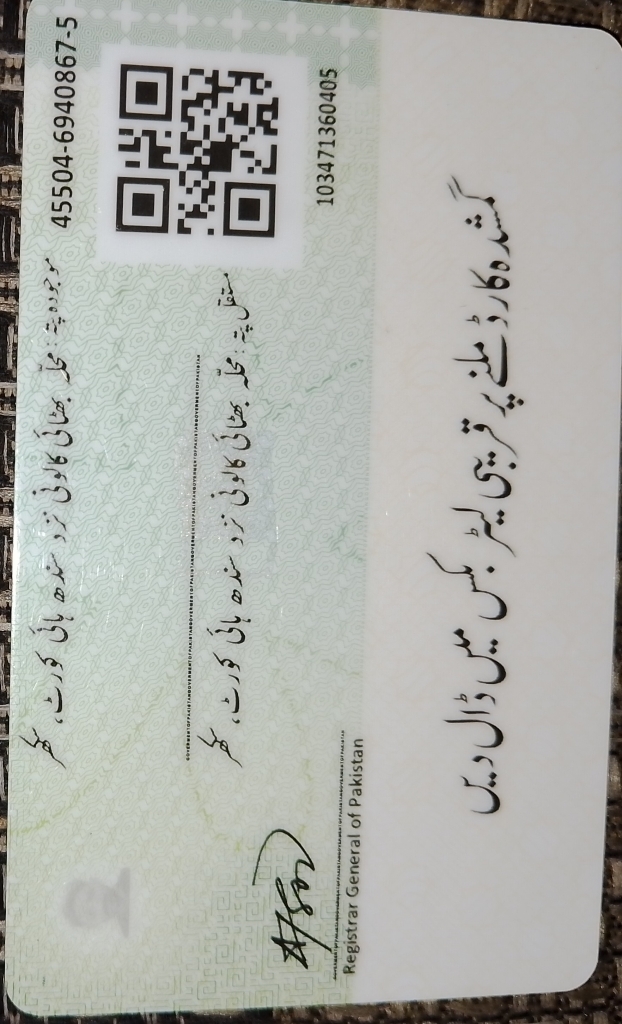 45504-6940867-5
موجودہ پتہ: محلہ بھٹائی کالونی نزد سندھ ہائی کورٹ، سکھر
مستقل پتہ: محلہ بھٹائی کالونی نزد سندھ ہائی کورٹ، سکھر
103471360405
Registrar General of Pakistan
گمشدہ کارڈ ملنے پر قریبی لیٹر بکس میں ڈال دیں